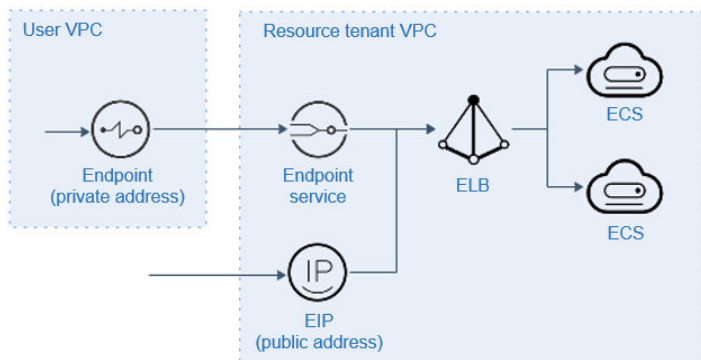 User VPC
Resource tenant VPC
Endpoint
(private address)
Endpoint
service
ELB
ECS
ECS
IP
EIP
(public address)